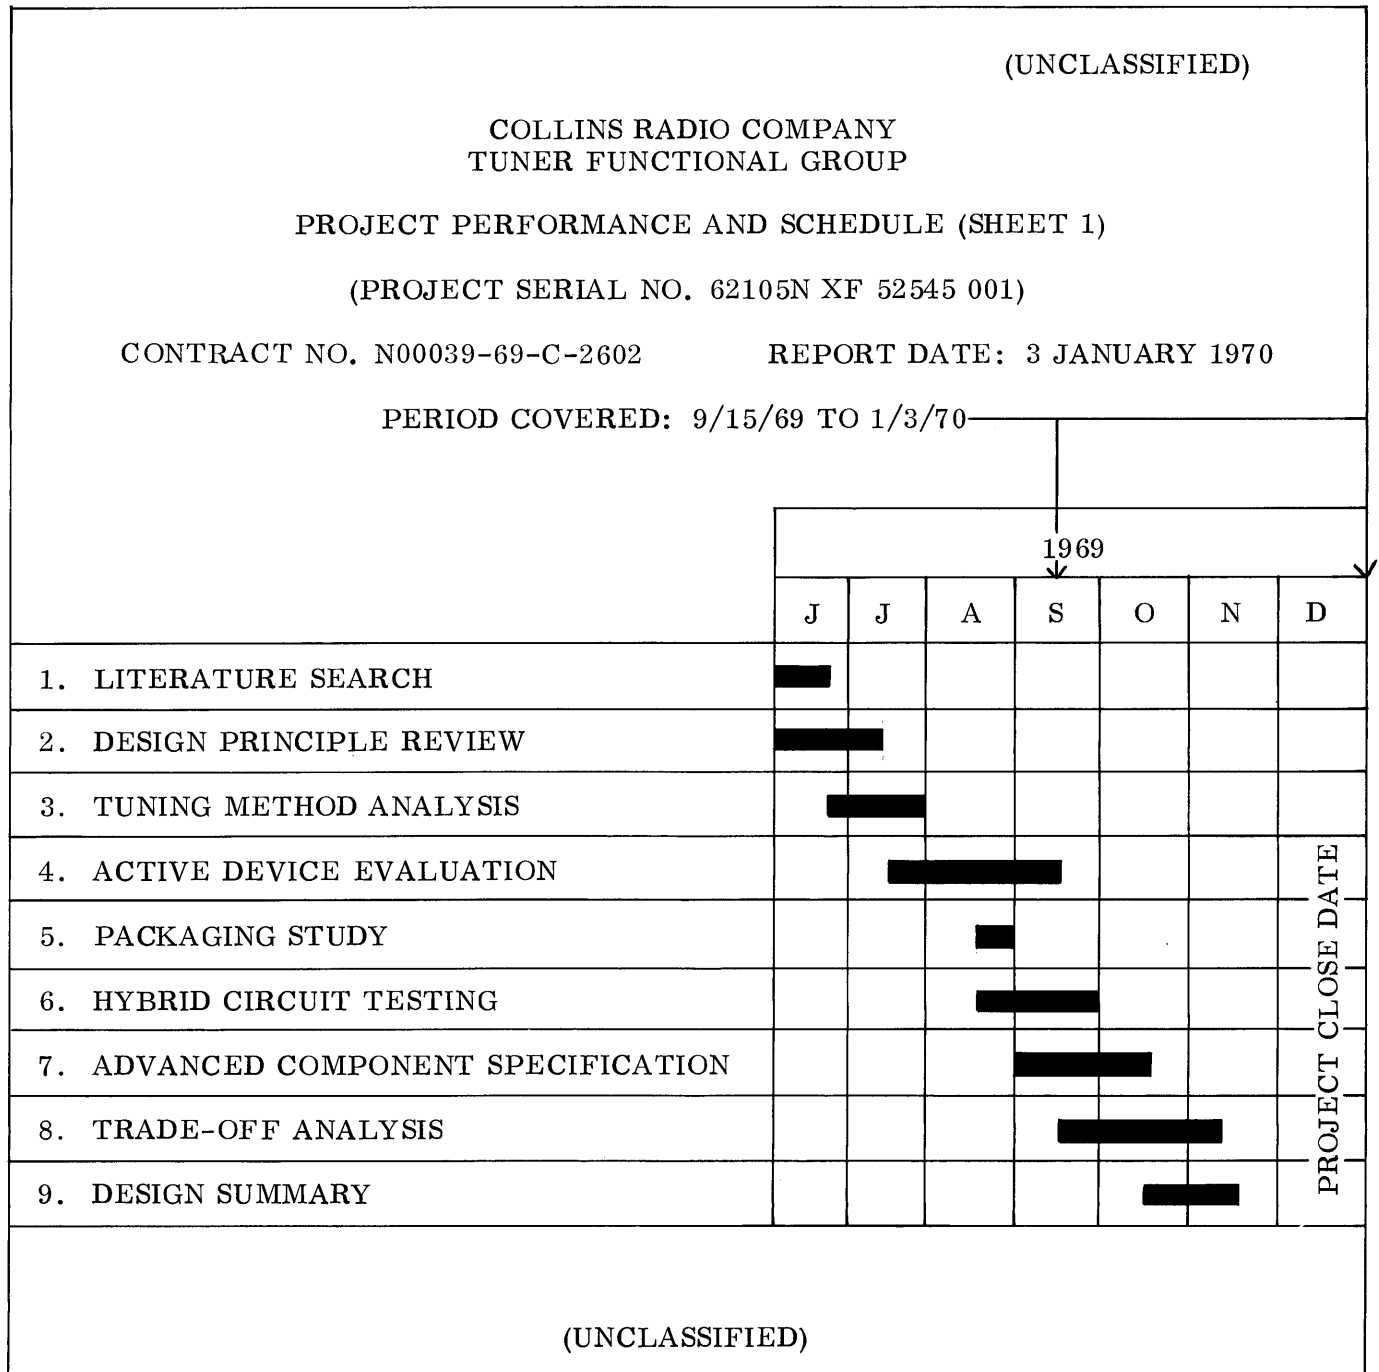 (UNCLASSIFIED)
COLLINS RADIO COMPANY
TUNER FUNCTIONAL GROUP
PROJECT PERFORMANCE AND SCHEDULE (SHEET 1)
(PROJECT SERIAL NO. 62105N XF 52545 001)
CONTRACT NO. N00039-69-C-2602 REPORT DATE: 3 JANUARY 1970
PERIOD COVERED: 9/15/69 TO 1/3/70
1969
J J A S O N D
1. LITERATURE SEARCH
2. DESIGN PRINCIPLE REVIEW
3. TUNING METHOD ANALYSIS
4. ACTIVE DEVICE EVALUATION
5. PACKAGING STUDY
6. HYBRID CIRCUIT TESTING
7. ADVANCED COMPONENT SPECIFICATION
8. TRADE-OFF ANALYSIS
9. DESIGN SUMMARY
PROJECT CLOSE DATE
(UNCLASSIFIED)